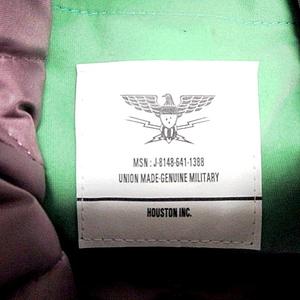 MSN : J-8148-641-1388
UNION MADE·GENUINE MILITARY
HOUSTON INC.